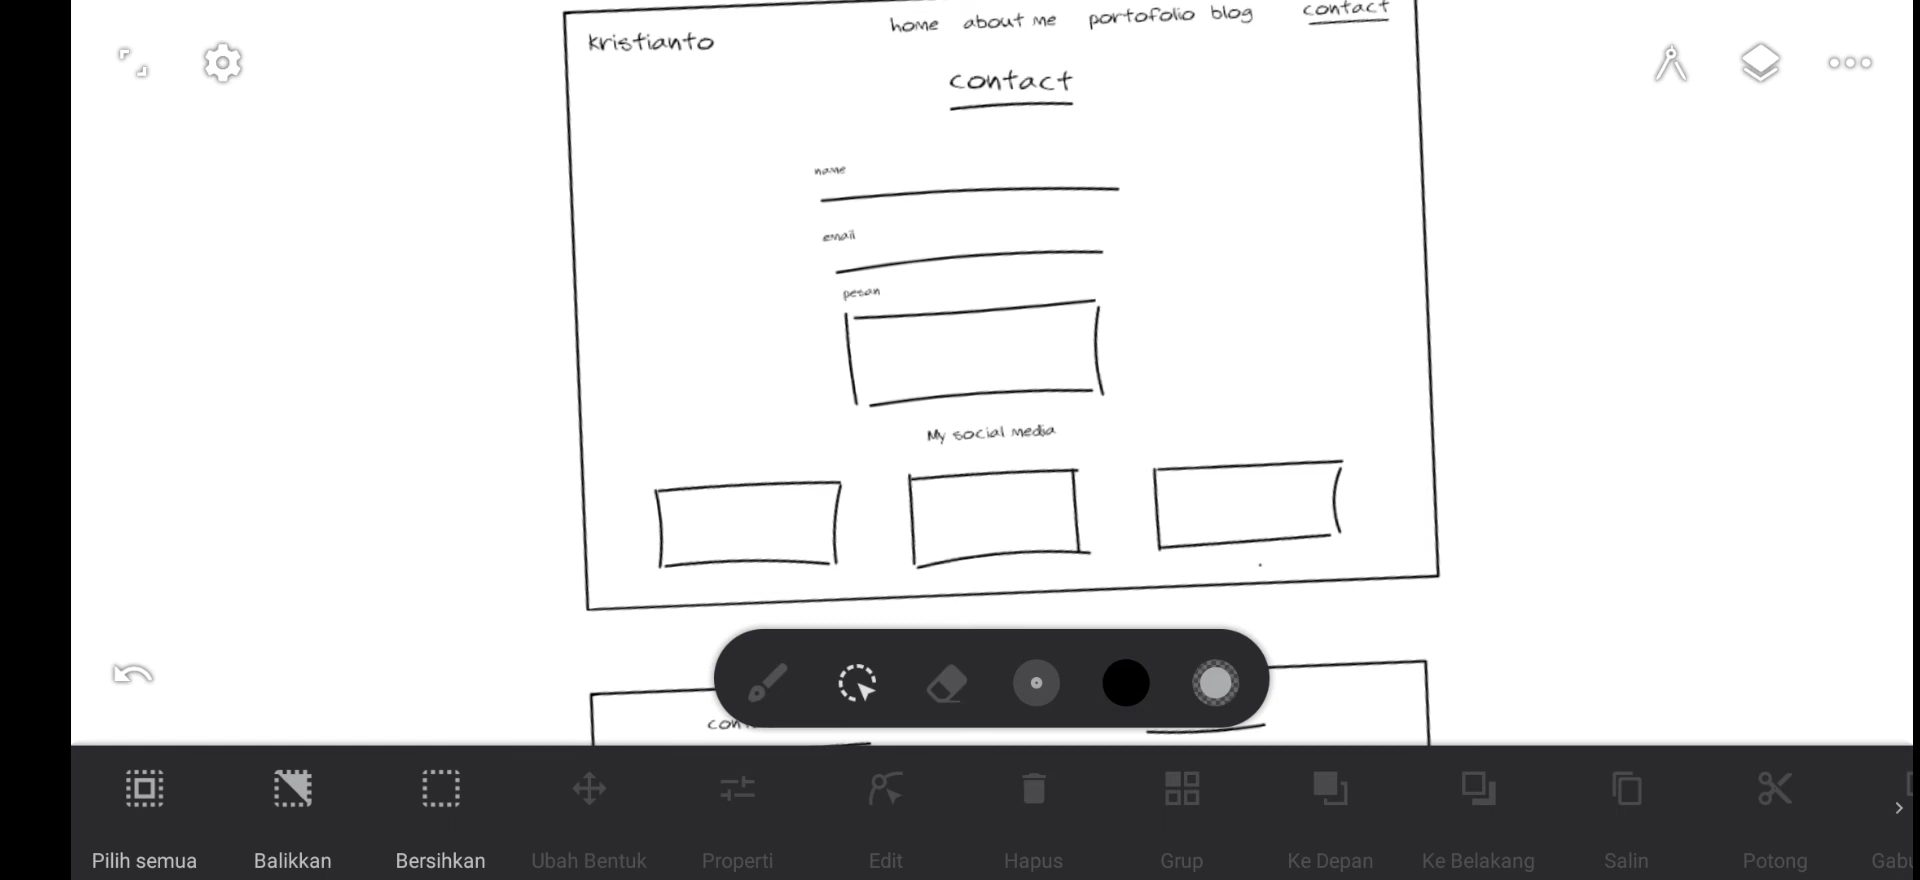 home about me portofolio blog contact
kristianto
contact
name
email
pesan
My social media
Pilih semua Balikkan Bersihkan Ubah Bentuk Properti Edit Hapus Grup Ke Depan Ke Belakang Salin Potong